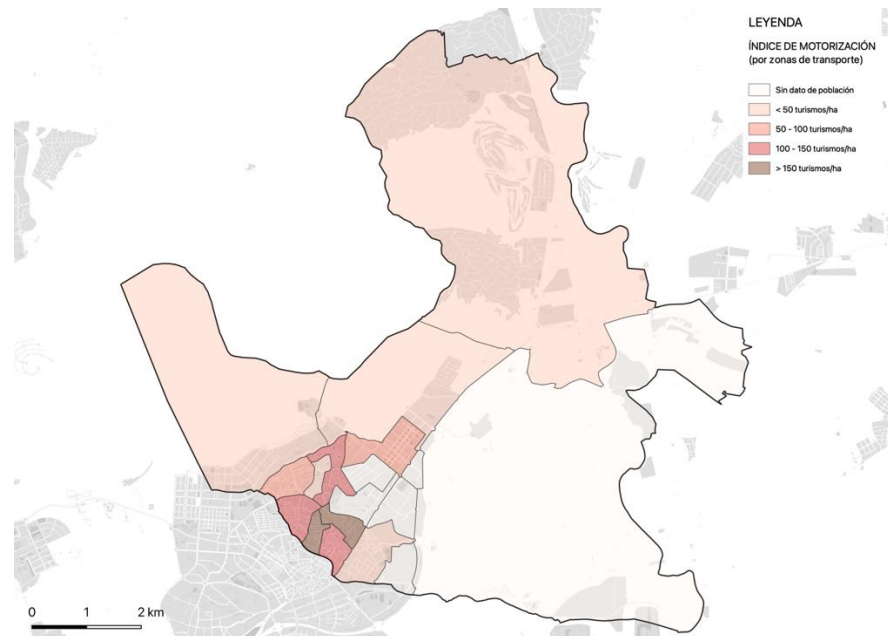 LEYENDA
ÍNDICE DE MOTORIZACIÓN
(por zonas de transporte)
Sin dato de población
< 50 turismos/ha
50 - 100 turismos/ha
100 - 150 turismos/ha
> 150 turismos/ha
0 1 2 km